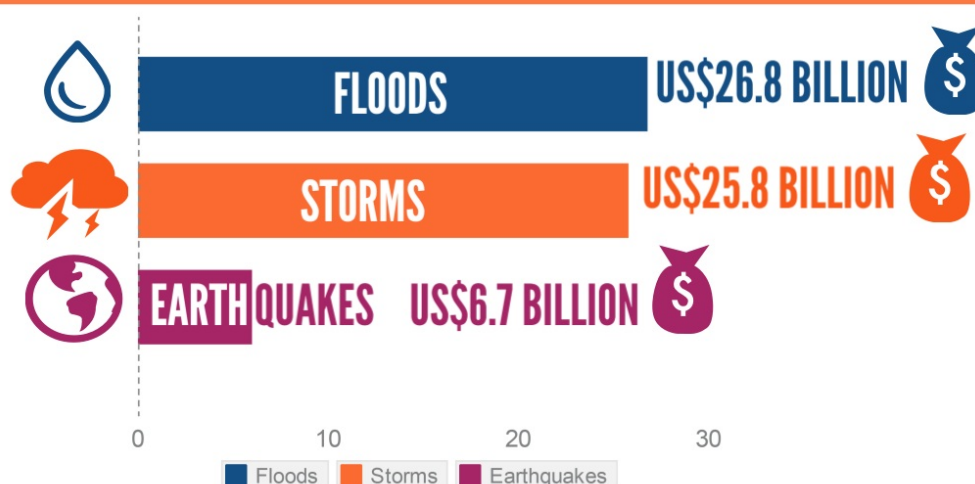 FLOODS US$26.8 BILLION $
STORMS US$25.8 BILLION $
EARTHQUAKES US$6.7 BILLION $
0 10 20 30
Floods Storms Earthquakes